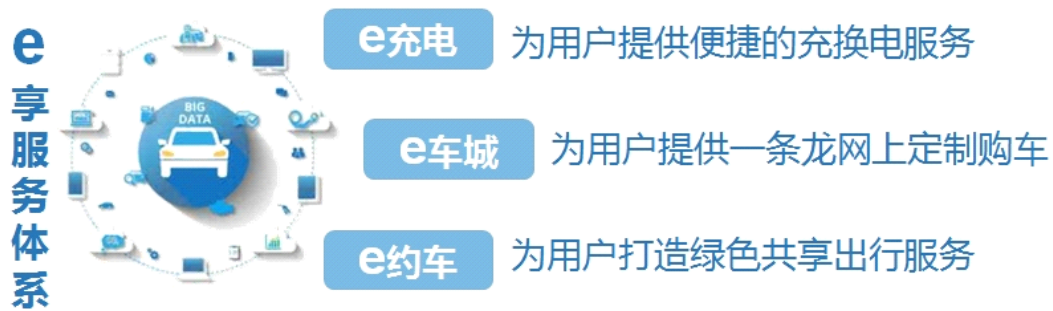 e享服务体系
BIG
DATA
e充电
为用户提供便捷的充换电服务
e车城
为用户提供一条龙网上定制购车
e约车
为用户打造绿色共享出行服务